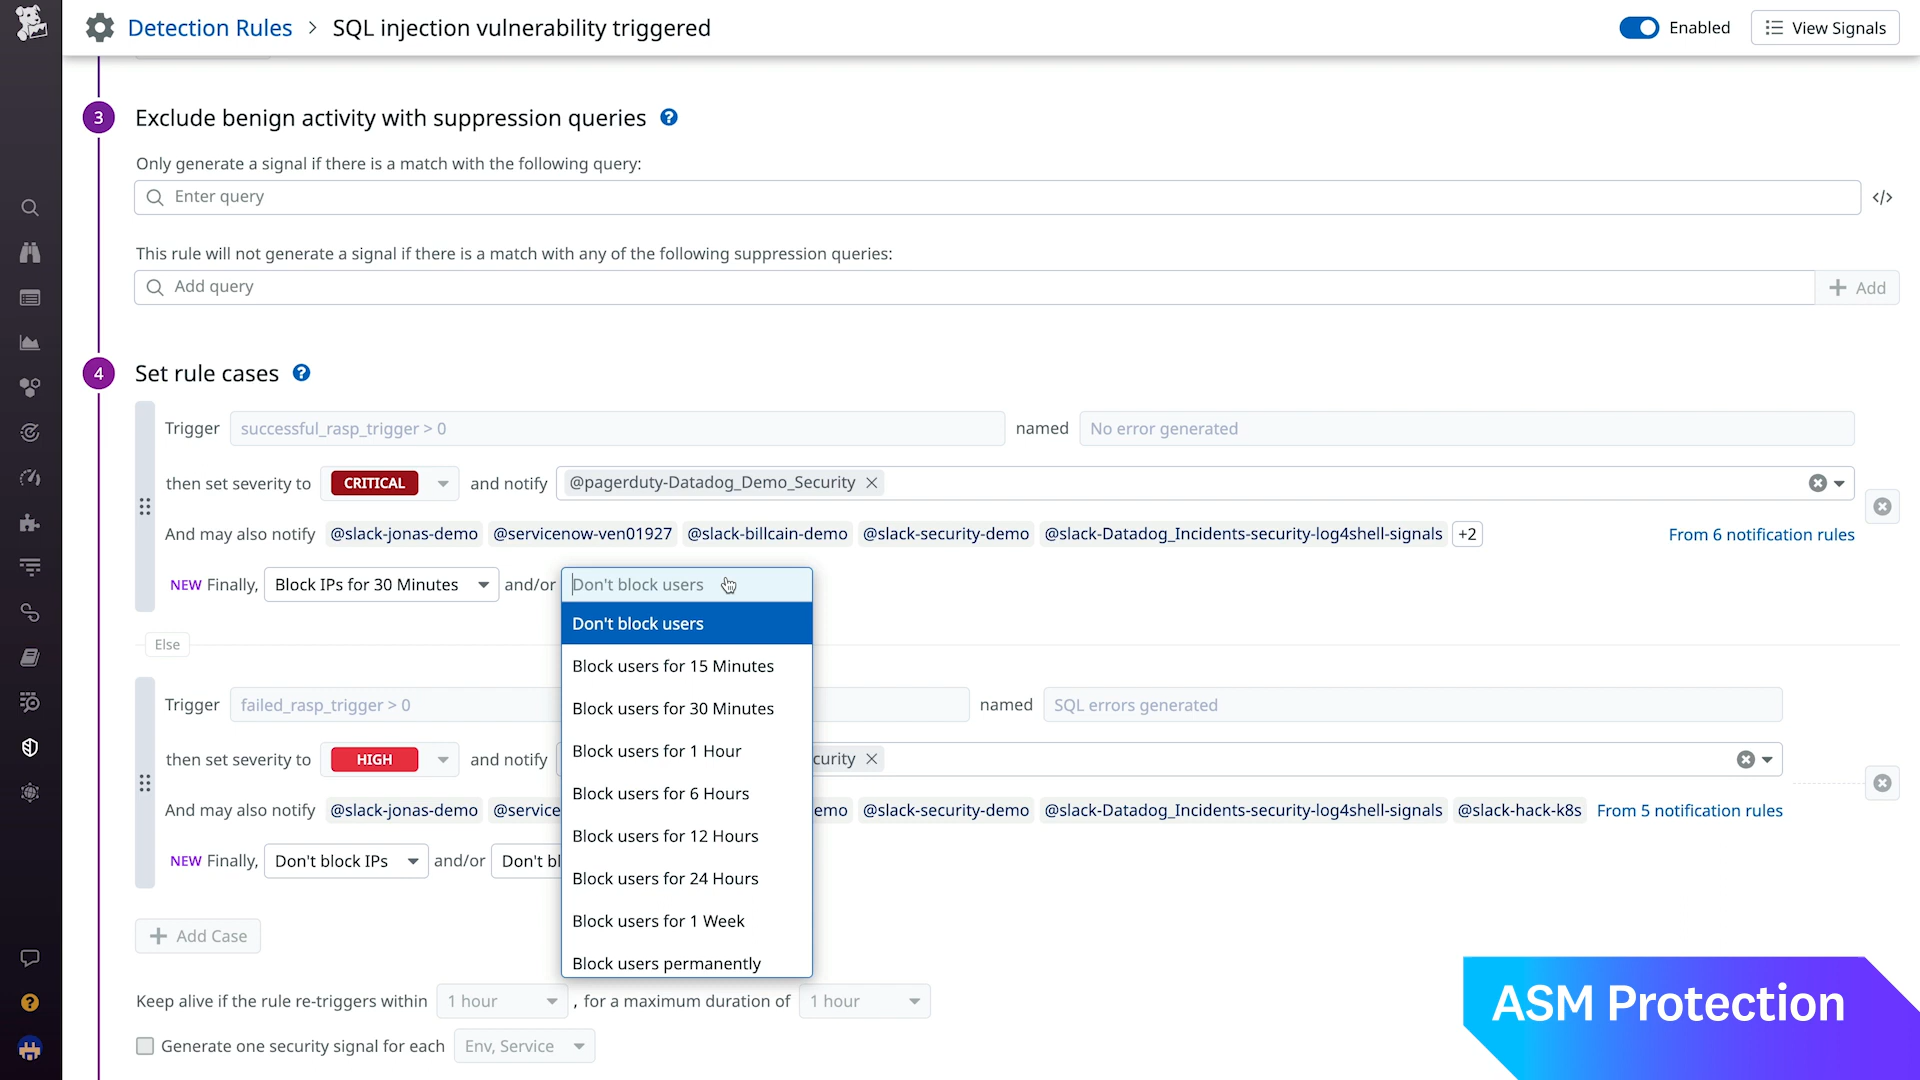 Detection Rules > SQL injection vulnerability triggered
Enabled
View Signals
3 Exclude benign activity with suppression queries ?
Only generate a signal if there is a match with the following query:
Enter query </>
This rule will not generate a signal if there is a match with any of the following suppression queries:
Add query + Add
4 Set rule cases ?
Trigger successful_rasp_trigger > 0 named No error generated
then set severity to CRITICAL and notify @pagerduty-Datadog_Demo_Security ×
And may also notify @slack-jonas-demo @servicenow-ven01927 @slack-billcain-demo @slack-security-demo @slack-Datadog_Incidents-security-log4shell-signals +2 From 6 notification rules
NEW Finally, Block IPs for 30 Minutes and/or Don't block users
Don't block users
Block users for 15 Minutes
Block users for 30 Minutes
Block users for 1 Hour
Block users for 6 Hours
Block users for 12 Hours
Block users for 24 Hours
Block users for 1 Week
Block users permanently
Else
Trigger failed_rasp_trigger > 0 named SQL errors generated
then set severity to HIGH and notify curity ×
And may also notify @slack-jonas-demo @service emo @slack-security-demo @slack-Datadog_Incidents-security-log4shell-signals @slack-hack-k8s From 5 notification rules
NEW Finally, Don't block IPs and/or Don't bl
+ Add Case
Keep alive if the rule re-triggers within 1 hour , for a maximum duration of 1 hour
Generate one security signal for each Env, Service
ASM Protection